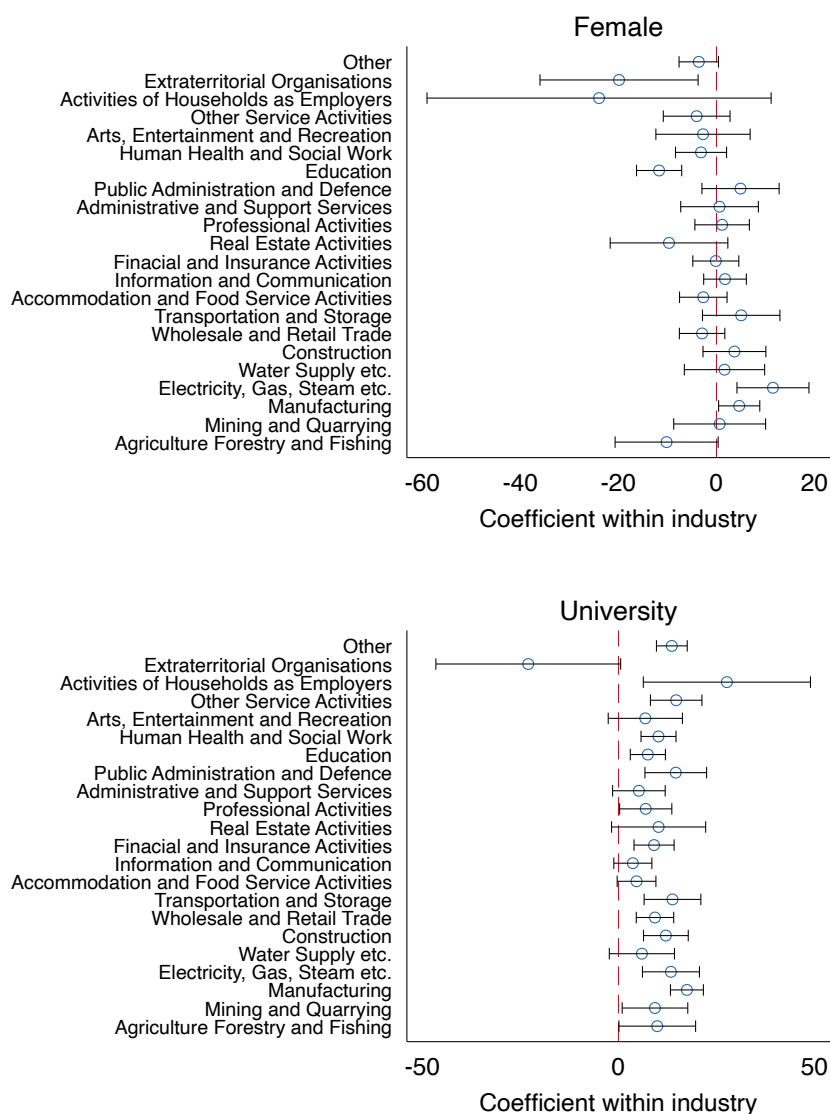 Female
Other
Extraterritorial Organisations
Activities of Households as Employers
Other Service Activities
Arts, Entertainment and Recreation
Human Health and Social Work
Education
Public Administration and Defence
Administrative and Support Services
Professional Activities
Real Estate Activities
Finacial and Insurance Activities
Information and Communication
Accommodation and Food Service Activities
Transportation and Storage
Wholesale and Retail Trade
Construction
Water Supply etc.
Electricity, Gas, Steam etc.
Manufacturing
Mining and Quarrying
Agriculture Forestry and Fishing
-60 -40 -20 0 20
Coefficient within industry
University
Other
Extraterritorial Organisations
Activities of Households as Employers
Other Service Activities
Arts, Entertainment and Recreation
Human Health and Social Work
Education
Public Administration and Defence
Administrative and Support Services
Professional Activities
Real Estate Activities
Finacial and Insurance Activities
Information and Communication
Accommodation and Food Service Activities
Transportation and Storage
Wholesale and Retail Trade
Construction
Water Supply etc.
Electricity, Gas, Steam etc.
Manufacturing
Mining and Quarrying
Agriculture Forestry and Fishing
-50 0 50
Coefficient within industry